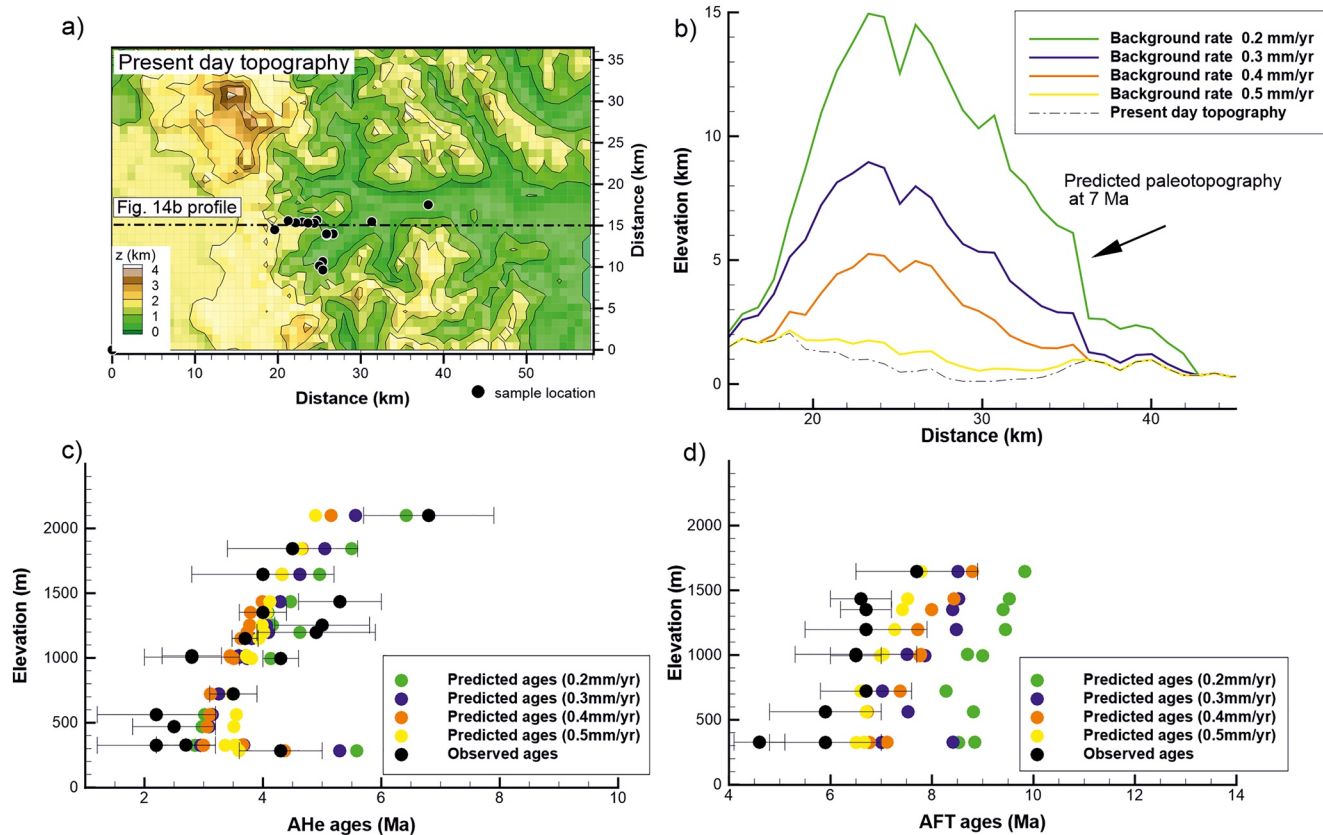 a)
Present day topography
Fig. 14b profile
z (km)
4
3
2
1
0
35
30
25
20
15
10
5
0
Distance (km)
0
10
20
30
40
50
Distance (km)
sample location
b)
15
10
5
0
Elevation (km)
Background rate 0.2 mm/yr
Background rate 0.3 mm/yr
Background rate 0.4 mm/yr
Background rate 0.5 mm/yr
Present day topography
Predicted paleotopography
at 7 Ma
20
30
40
Distance (km)
c)
2000
1500
1000
500
0
Elevation (m)
Predicted ages (0.2mm/yr)
Predicted ages (0.3mm/yr)
Predicted ages (0.4mm/yr)
Predicted ages (0.5mm/yr)
Observed ages
2
4
6
8
10
AHe ages (Ma)
d)
2000
1500
1000
500
0
Elevation (m)
Predicted ages (0.2mm/yr)
Predicted ages (0.3mm/yr)
Predicted ages (0.4mm/yr)
Predicted ages (0.5mm/yr)
Observed ages
4
6
8
10
12
14
AFT ages (Ma)